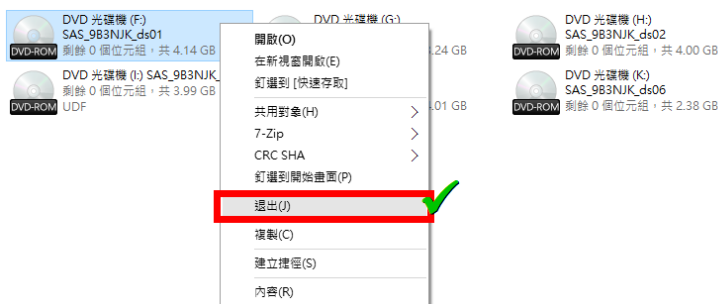 DVD 光碟機 (F:)
SAS_9B3NJK_ds01
DVD-ROM 剩餘 0 個位元組，共 4.14 GB
DVD 光碟機 (G:)
.24 GB
DVD 光碟機 (H:)
SAS_9B3NJK_ds02
DVD-ROM 剩餘 0 個位元組，共 4.00 GB
DVD 光碟機 (I:) SAS_9B3NJK_
剩餘 0 個位元組，共 3.99 GB
DVD-ROM UDF
.01 GB
DVD 光碟機 (K:)
SAS_9B3NJK_ds06
DVD-ROM 剩餘 0 個位元組，共 2.38 GB
開啟(O)
在新視窗開啟(E)
釘選到 [快速存取]
共用對象(H)
7-Zip
CRC SHA
釘選到開始畫面(P)
退出(J)
複製(C)
建立捷徑(S)
內容(R)